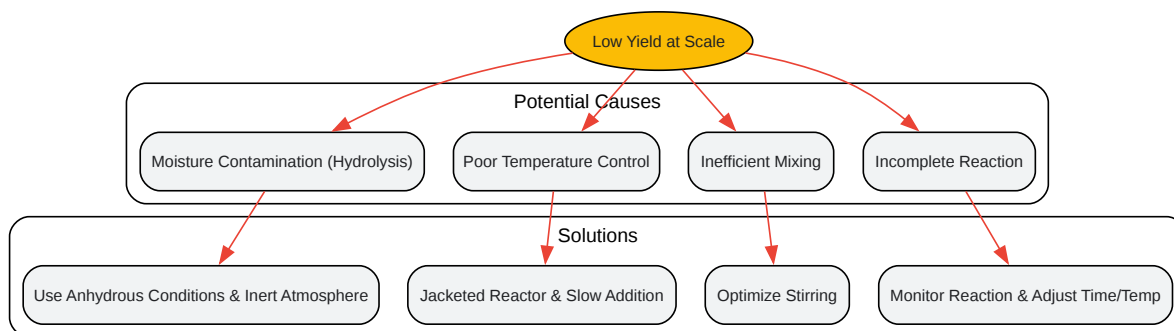 Low Yield at Scale
Potential Causes
Moisture Contamination (Hydrolysis)
Poor Temperature Control
Inefficient Mixing
Incomplete Reaction
Solutions
Use Anhydrous Conditions & Inert Atmosphere
Jacketed Reactor & Slow Addition
Optimize Stirring
Monitor Reaction & Adjust Time/Temp